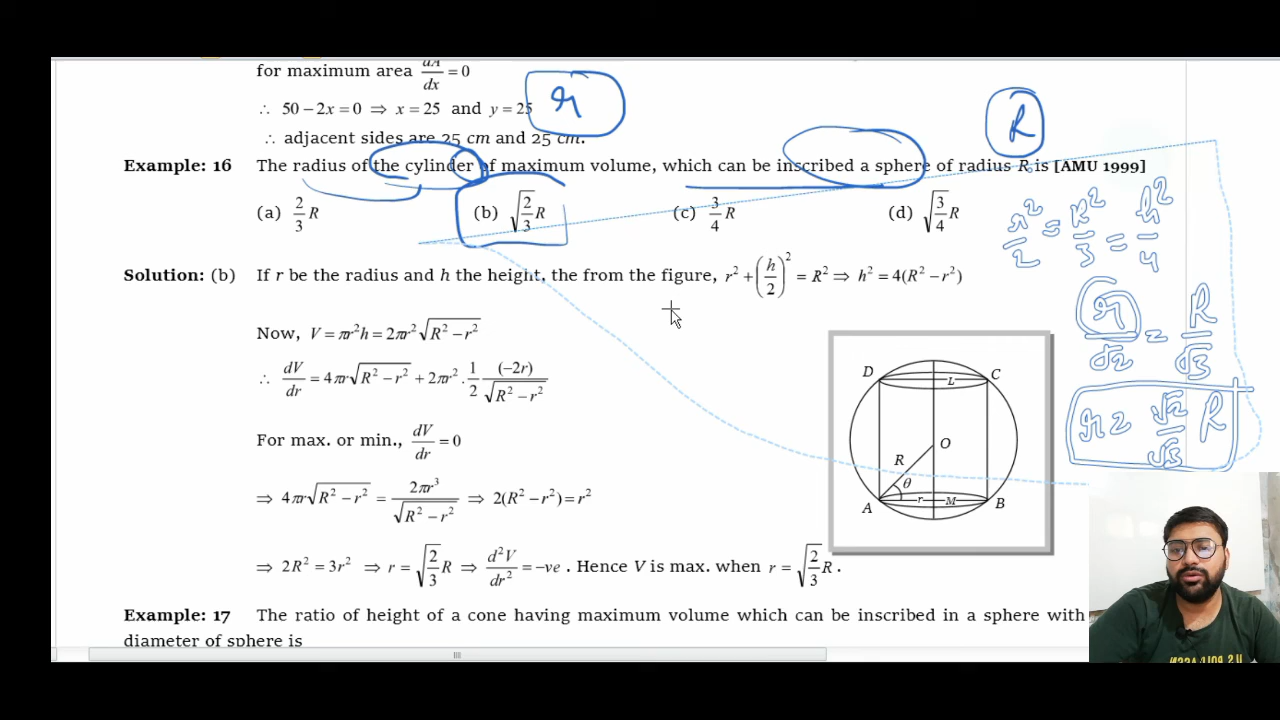 for maximum area dA/dx = 0
∴ 50 – 2x = 0 ⇒ x = 25 and y = 25
∴ adjacent sides are 25 cm and 25 cm.
r
R
Example: 16 The radius of the cylinder of maximum volume, which can be inscribed a sphere of radius R is [AMU 1999]
(a) 2/3 R (b) √(2/3) R (c) 3/4 R (d) √(3/4) R
r²/2 = R²/3 = h²/4
r/√2 = R/√3
r = √2/√3 R
Solution: (b) If r be the radius and h the height, the from the figure, r² + (h/2)² = R² ⇒ h² = 4(R² – r²)
Now, V = πr²h = 2πr²√(R² – r²)
∴ dV/dr = 4πr√(R² – r²) + 2πr² . 1/2 (–2r)/√(R² – r²)
For max. or min., dV/dr = 0
⇒ 4πr√(R² – r²) = 2πr³/√(R² – r²) ⇒ 2(R² – r²) = r²
⇒ 2R² = 3r² ⇒ r = √(2/3) R ⇒ d²V/dr² = –ve . Hence V is max. when r = √(2/3) R .
D L C
O
R
θ
A r M B
Example: 17 The ratio of height of a cone having maximum volume which can be inscribed in a sphere with
diameter of sphere is